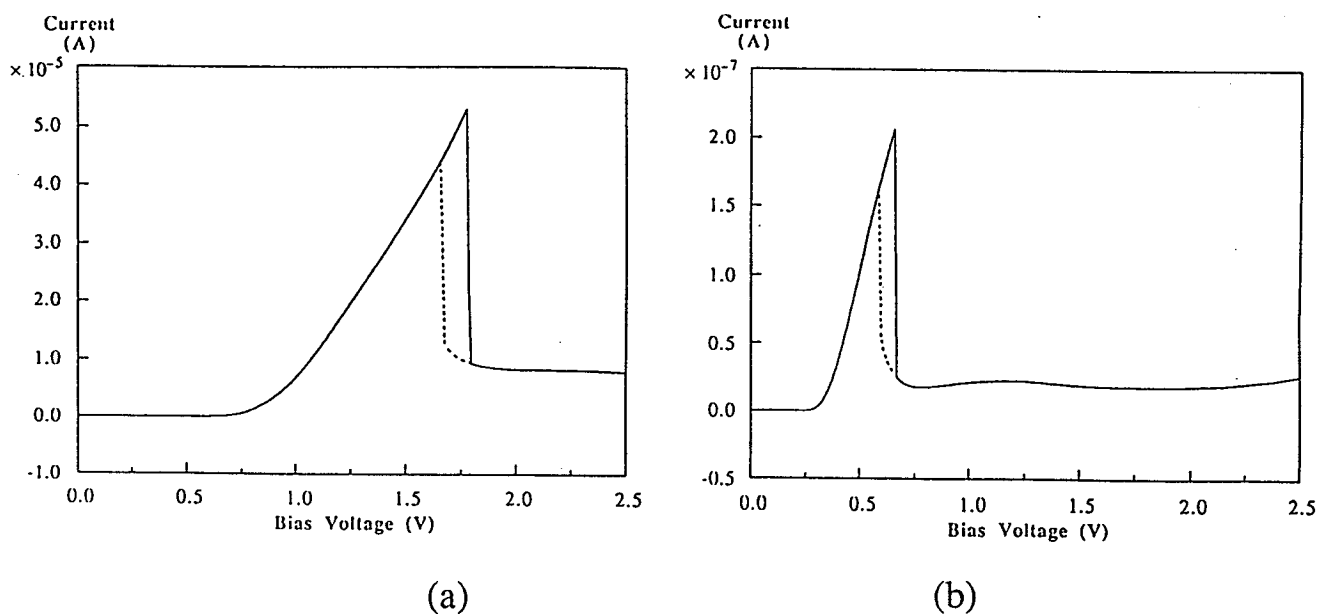 Current
(A)
× 10⁻⁵
5.0
4.0
3.0
2.0
1.0
0.0
-1.0
0.0 0.5 1.0 1.5 2.0 2.5
Bias Voltage (V)
(a)
Current
(A)
× 10⁻⁷
2.0
1.5
1.0
0.5
0.0
-0.5
0.0 0.5 1.0 1.5 2.0 2.5
Bias Voltage (V)
(b)